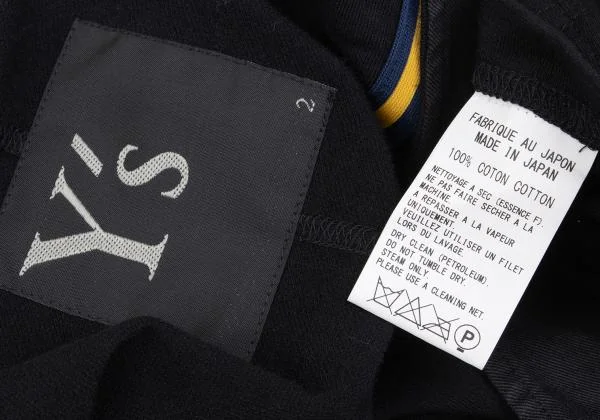 Y's
2
FABRIQUE AU JAPON
MADE IN JAPAN
100% COTON COTTON
NETTOYAGE A SEC (ESSENCE F).
NE PAS FAIRE SECHER A LA
MACHINE.
A REPASSER A LA VAPEUR
UNIQUEMENT.
VEUILLEZ UTILISER UN FILET
LORS DU LAVAGE.
DRY CLEAN (PETROLEUM).
DO NOT TUMBLE DRY.
STEAM ONLY.
PLEASE USE A CLEANING NET.
P